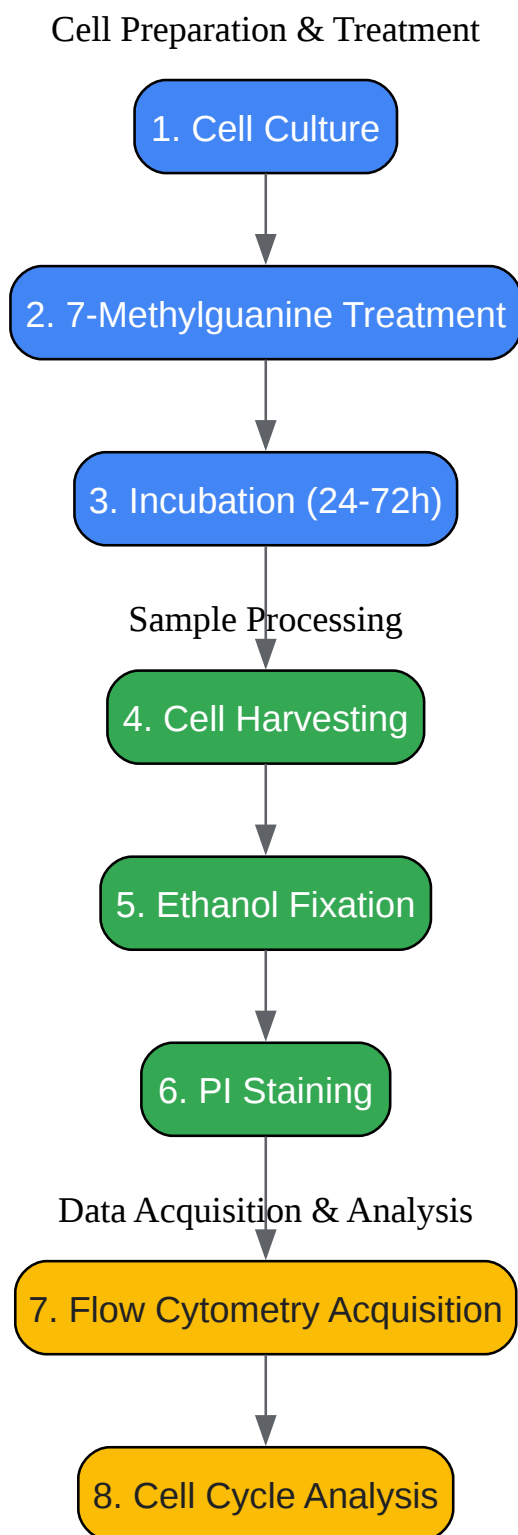 Cell Preparation & Treatment
1. Cell Culture
2. 7-Methylguanine Treatment
3. Incubation (24-72h)
Sample Processing
4. Cell Harvesting
5. Ethanol Fixation
6. PI Staining
Data Acquisition & Analysis
7. Flow Cytometry Acquisition
8. Cell Cycle Analysis